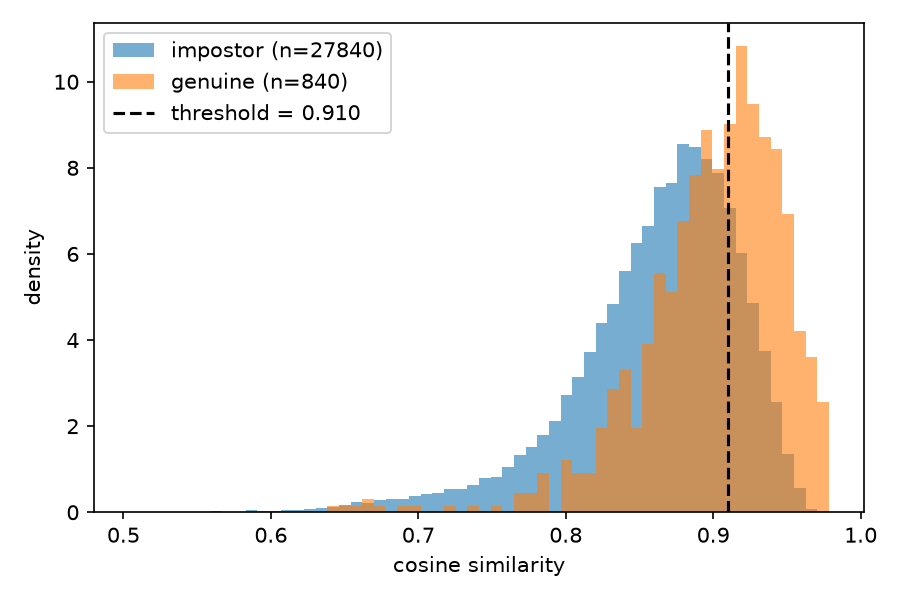 impostor (n=27840)
genuine (n=840)
threshold = 0.910
density
10
8
6
4
2
0
0.5 0.6 0.7 0.8 0.9 1.0
cosine similarity